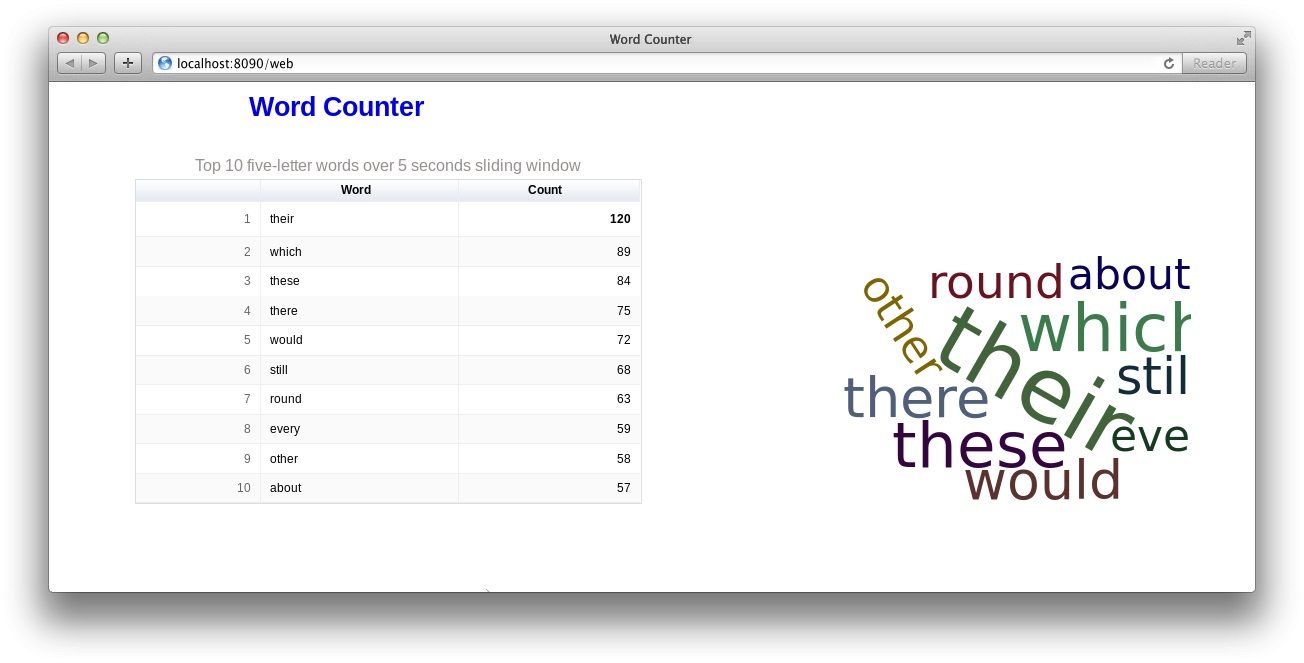 Word Counter
localhost:8090/web
Reader
Word Counter
Top 10 five-letter words over 5 seconds sliding window
Word Count
1 their 120
2 which 89
3 these 84
4 there 75
5 would 72
6 still 68
7 round 63
8 every 59
9 other 58
10 about 57
round about
other
which
their
stil
there
eve
these
would